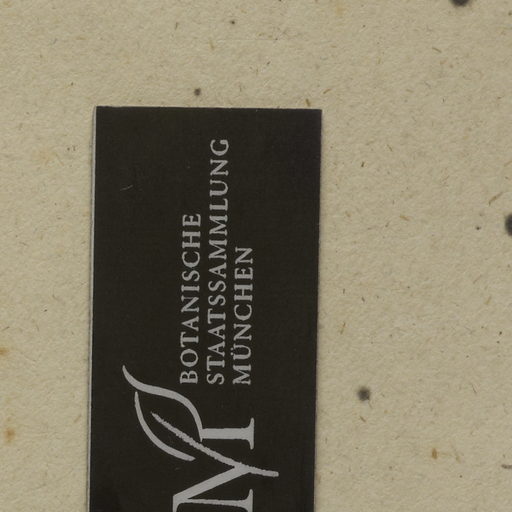 M
BOTANISCHE
STAATSSAMMLUNG
MÜNCHEN